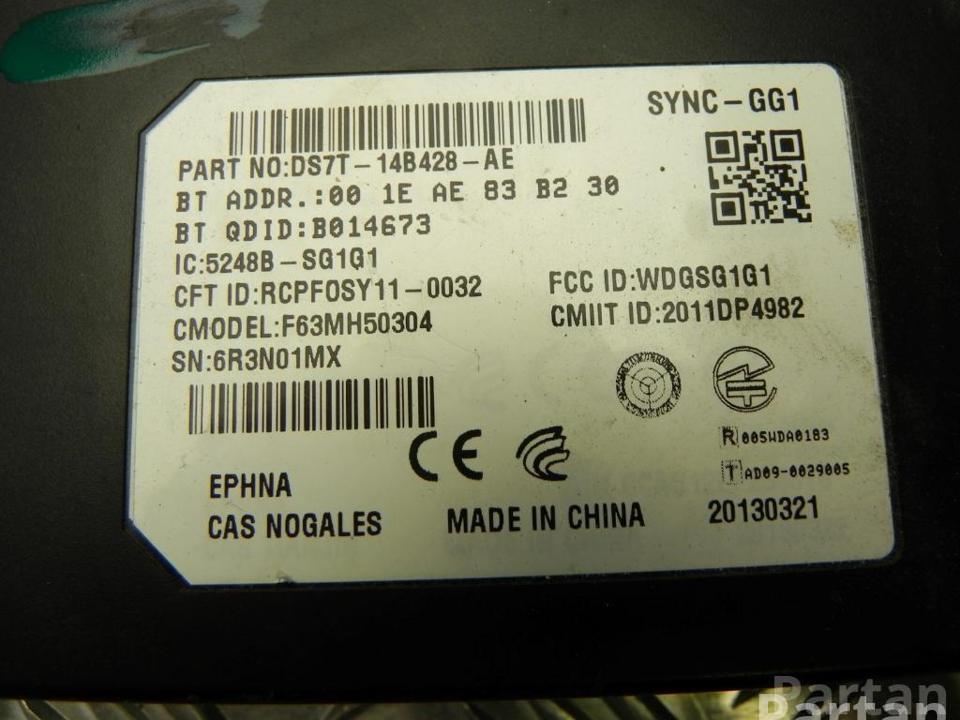 SYNC-GG1
PART NO:DS7T-14B428-AE
BT ADDR.:00 1E AE 83 B2 30
BT QDID:B014673
IC:5248B-SG1G1
CFT ID:RCPFOSY11-0032
FCC ID:WDGSG1G1
CMODEL:F63MH50304
CMIIT ID:2011DP4982
SN:6R3N01MX
R 005WDA0183
CE
T AD09-0029005
EPHNA
CAS NOGALES
MADE IN CHINA
20130321
Partan
Partan